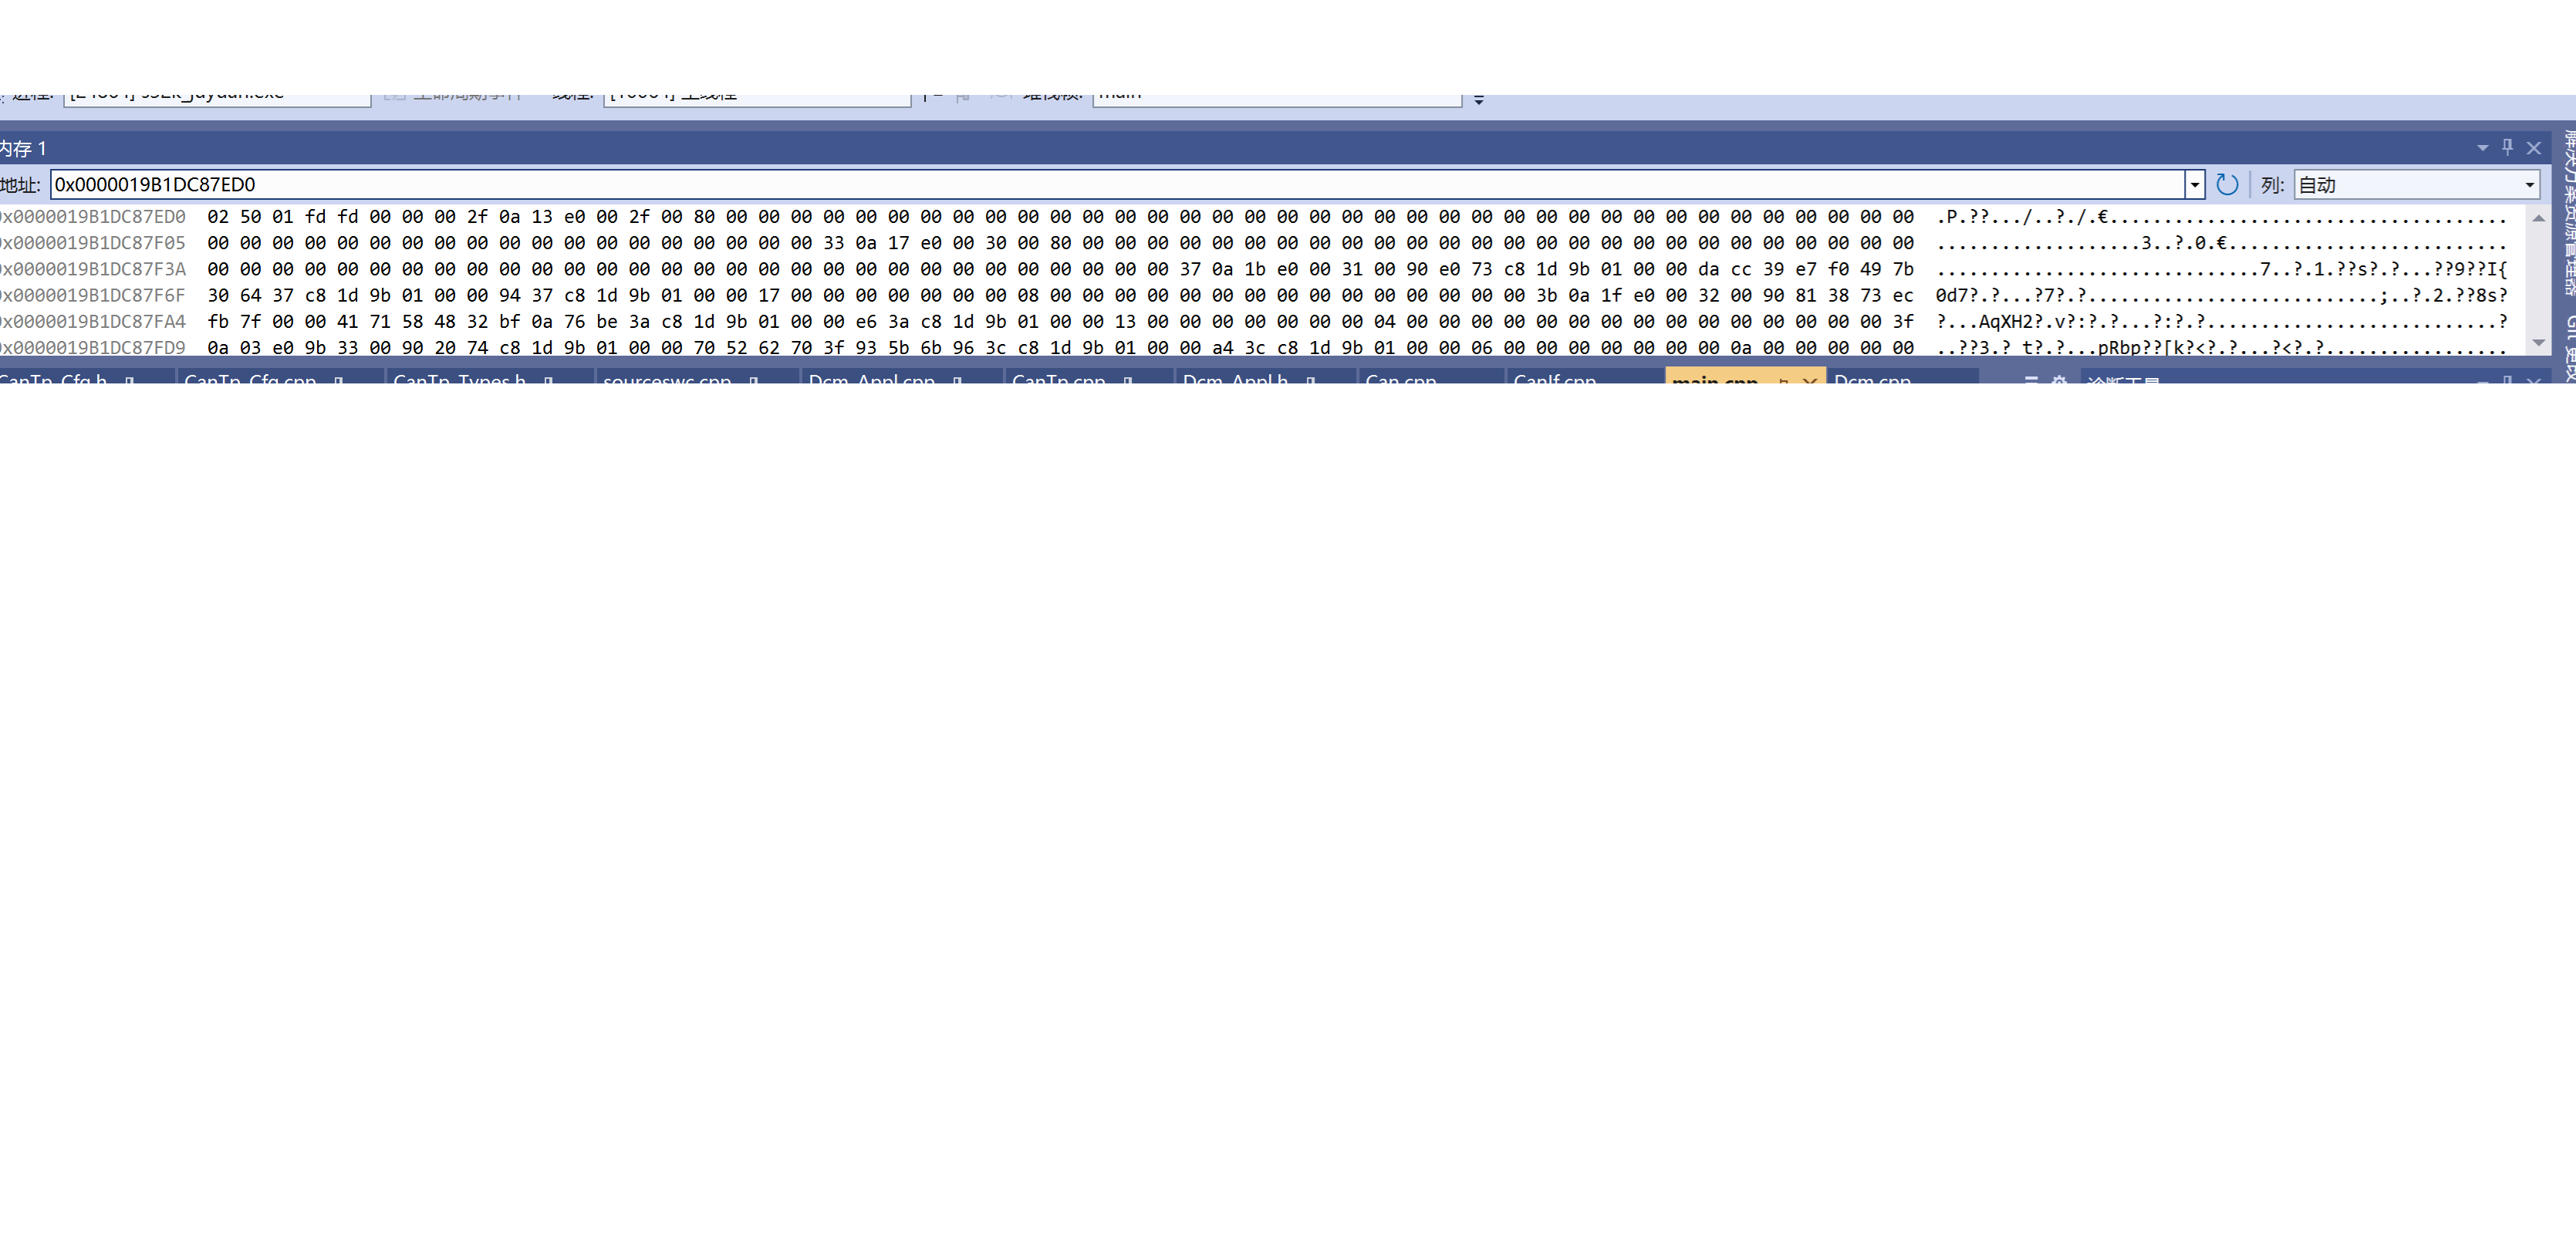 内存 1
地址: 0x0000019B1DC87ED0 列: 自动
0x0000019B1DC87ED0 02 50 01 fd fd 00 00 00 2f 0a 13 e0 00 2f 00 80 00 00 00 00 00 00 00 00 00 00 00 00 00 00 00 00 00 00 00 00 00 00 00 00 00 00 00 00 00 00 00 00 00 00 00 00 00 .P.??.../..?./.€.....................................
0x0000019B1DC87F05 00 00 00 00 00 00 00 00 00 00 00 00 00 00 00 00 00 00 00 33 0a 17 e0 00 30 00 80 00 00 00 00 00 00 00 00 00 00 00 00 00 00 00 00 00 00 00 00 00 00 00 00 00 00 ...................3..?.0.€..........................
0x0000019B1DC87F3A 00 00 00 00 00 00 00 00 00 00 00 00 00 00 00 00 00 00 00 00 00 00 00 00 00 00 00 00 00 00 37 0a 1b e0 00 31 00 90 e0 73 c8 1d 9b 01 00 00 da cc 39 e7 f0 49 7b ..............................7..?.1.??s?.?...??9??I{
0x0000019B1DC87F6F 30 64 37 c8 1d 9b 01 00 00 94 37 c8 1d 9b 01 00 00 17 00 00 00 00 00 00 00 08 00 00 00 00 00 00 00 00 00 00 00 00 00 00 00 3b 0a 1f e0 00 32 00 90 81 38 73 ec 0d7?.?...?7?.?...........................;..?.2.??8s?
0x0000019B1DC87FA4 fb 7f 00 00 41 71 58 48 32 bf 0a 76 be 3a c8 1d 9b 01 00 00 e6 3a c8 1d 9b 01 00 00 13 00 00 00 00 00 00 00 04 00 00 00 00 00 00 00 00 00 00 00 00 00 00 00 3f ?...AqXH2?.v?:?.?...?:?.?...........................?
0x0000019B1DC87FD9 0a 03 e0 9b 33 00 90 20 74 c8 1d 9b 01 00 00 70 52 62 70 3f 93 5b 6b 96 3c c8 1d 9b 01 00 00 a4 3c c8 1d 9b 01 00 00 06 00 00 00 00 00 00 00 0a 00 00 00 00 00 ..??3.? t?.?...pRbp??[k?<?.?...?<?.?.................
CanTp_Cfg.h CanTp_Cfg.cpp CanTp_Types.h sourceswc.cpp Dcm_Appl.cpp CanTp.cpp Dcm_Appl.h Can.cpp CanIf.cpp main.cpp Dcm.cpp 诊断工具